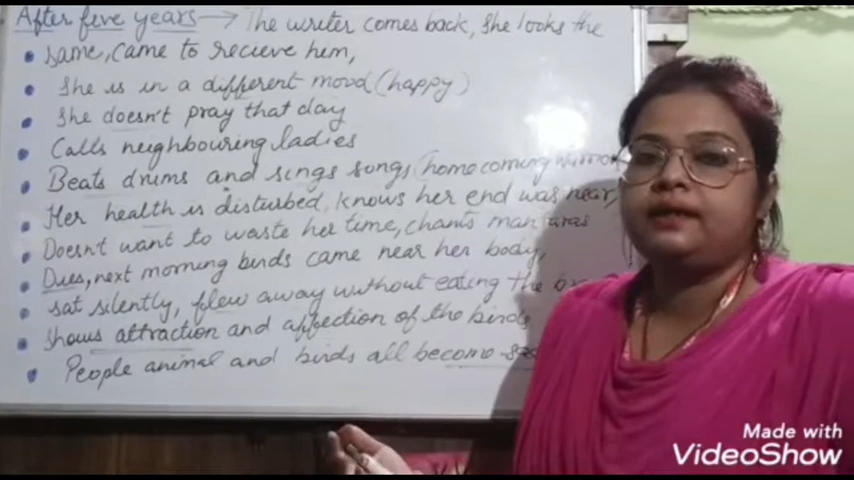 After five years → The writer comes back, She looks the
same, came to recieve hem,
She is in a different mood (happy)
She doesn't pray that day
Calls neighbouring ladies
Beats drums and sings songs (homecoming
Her health is disturbed, knows her end was near,
Doesn't want to waste her time, chants mantras
Dies, next morning birds came near her body,
sat silently, flew away without eating the
Shows attraction and affection of the birds
People animal and birds all become
Made with
VideoShow